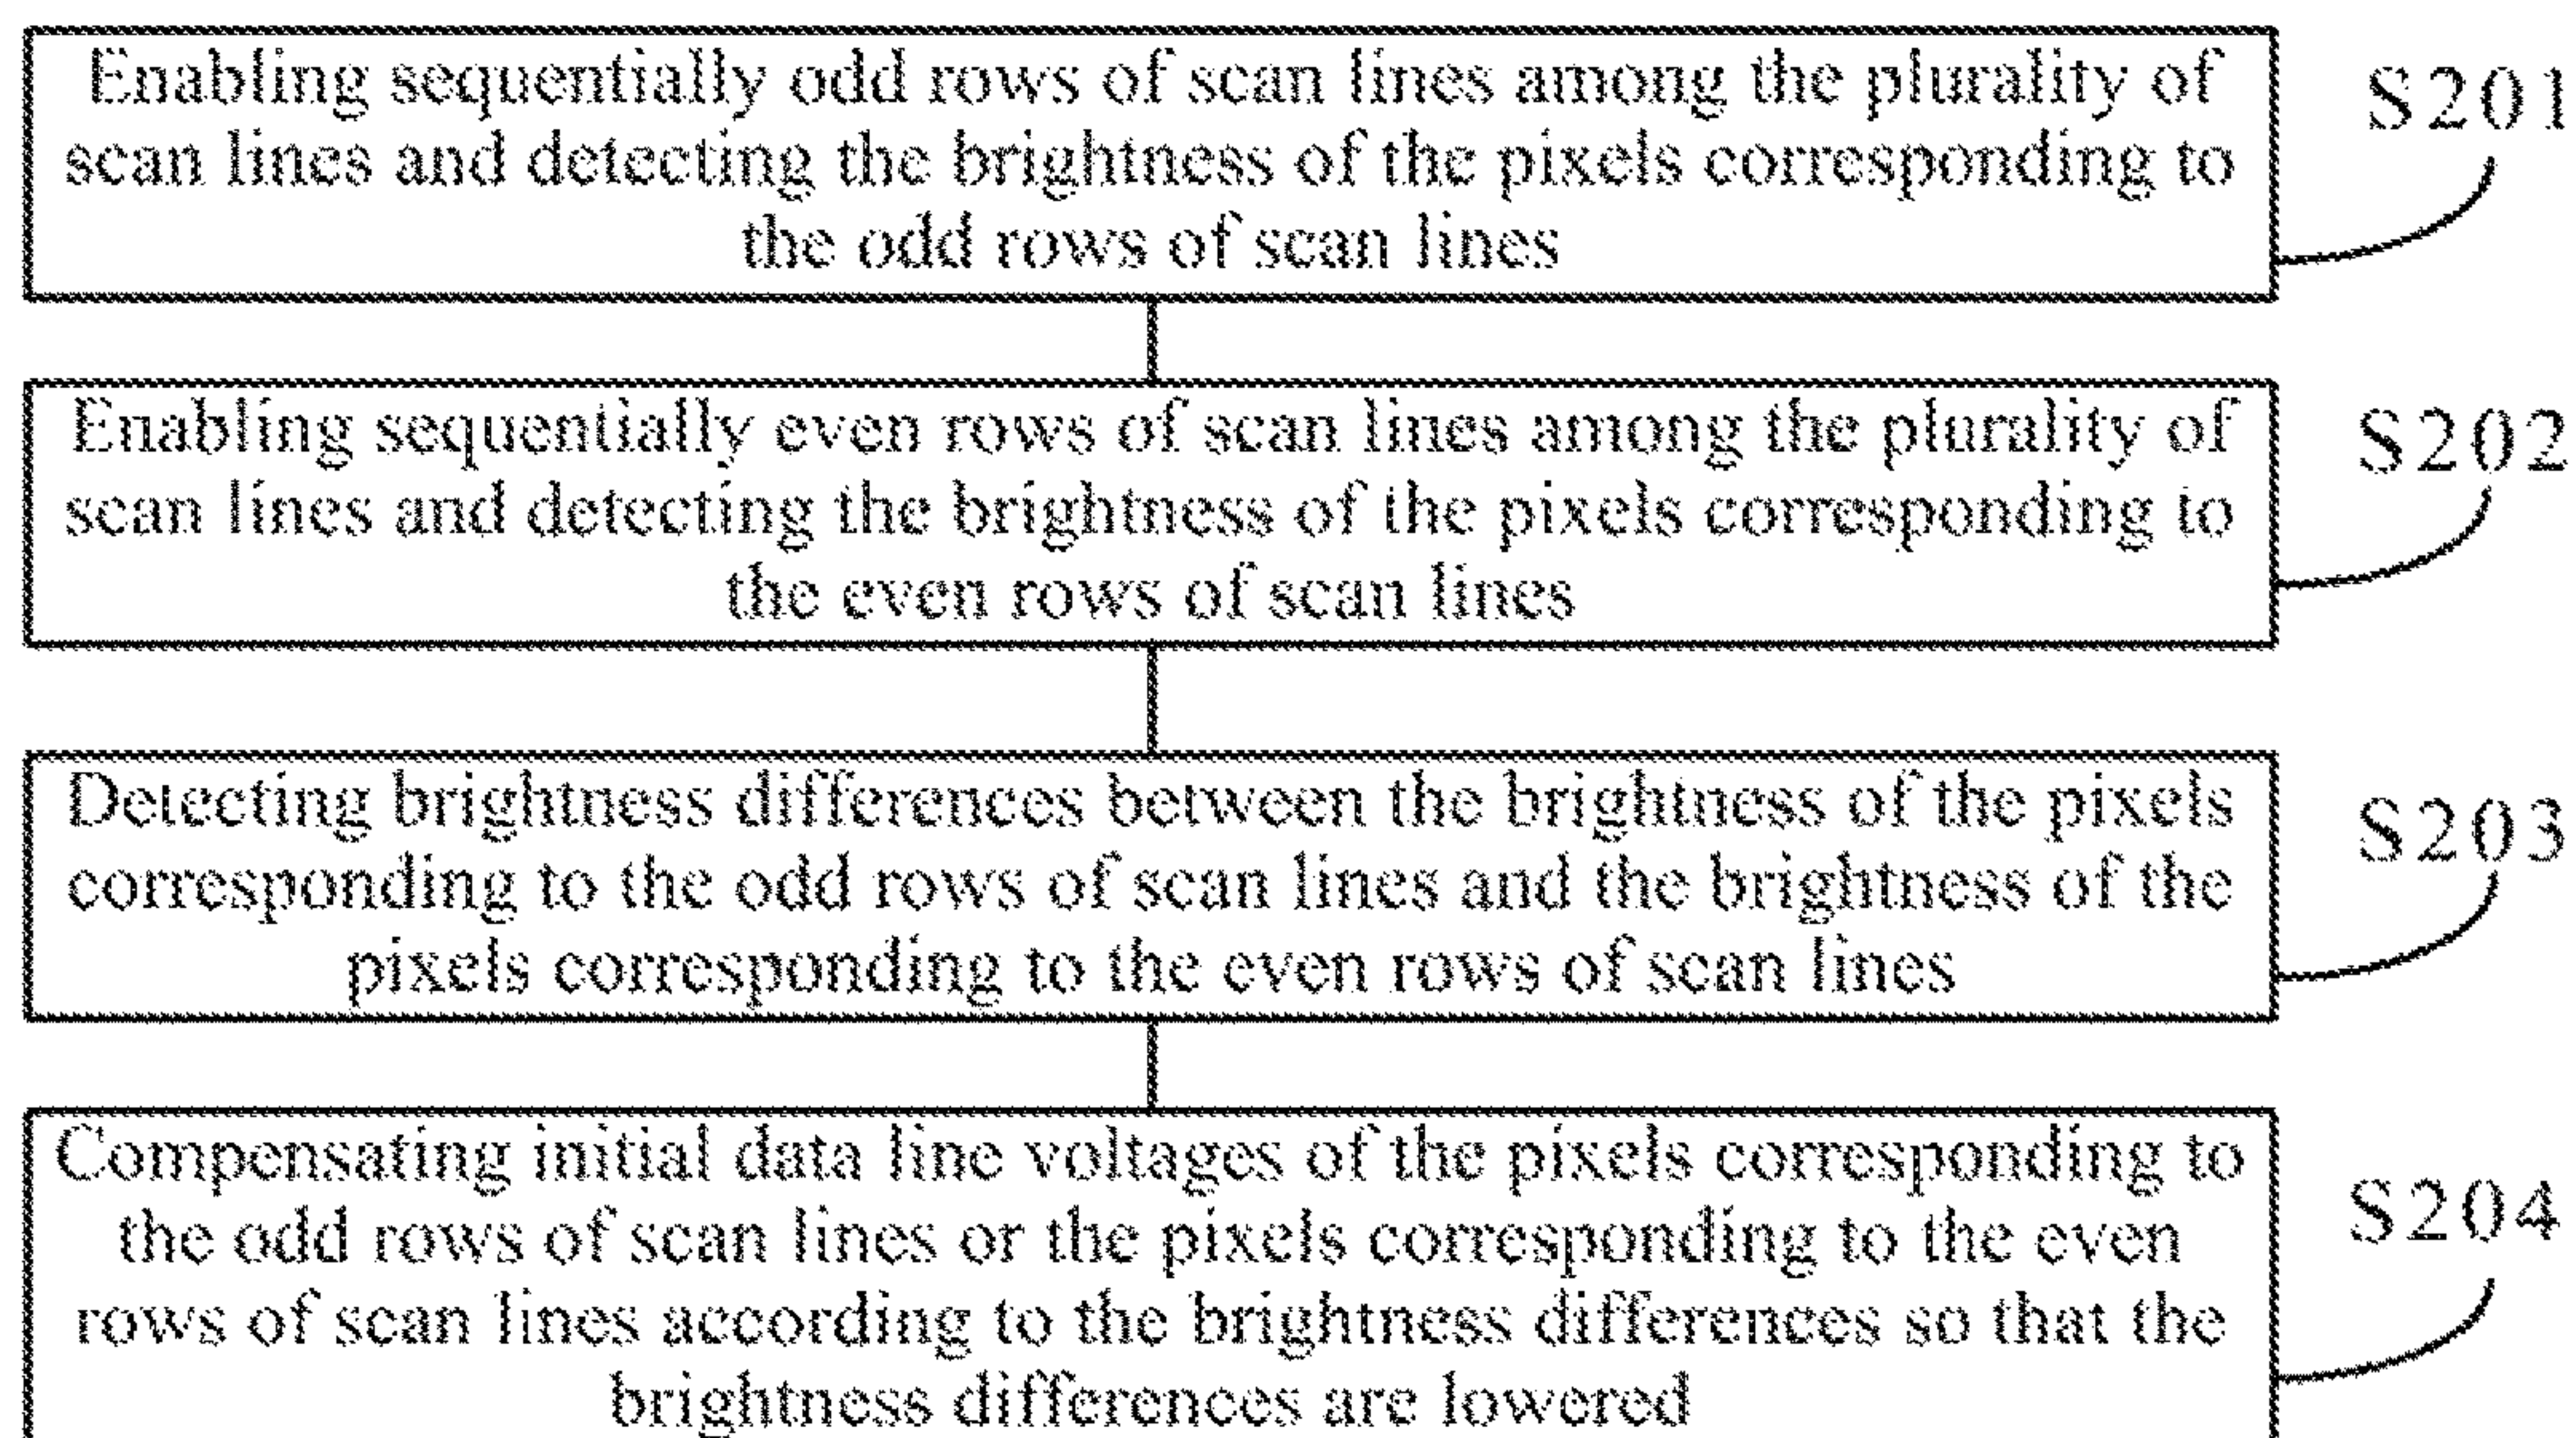 Enabling sequentially odd rows of scan lines among the plurality of
scan lines and detecting the brightness of the pixels corresponding to
the odd rows of scan lines
S201
Enabling sequentially even rows of scan lines among the plurality of
scan lines and detecting the brightness of the pixels corresponding to
the even rows of scan lines
S202
Detecting brightness differences between the brightness of the pixels
corresponding to the odd rows of scan lines and the brightness of the
pixels corresponding to the even rows of scan lines
S203
Compensating initial data line voltages of the pixels corresponding to
the odd rows of scan lines or the pixels corresponding to the even
rows of scan lines according to the brightness differences so that the
brightness differences are lowered
S204